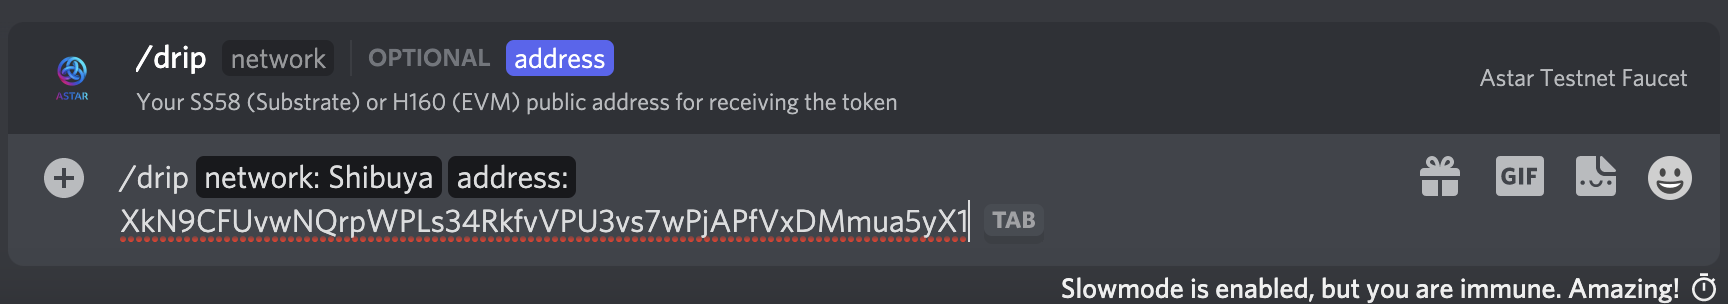 /drip network OPTIONAL address
ASTAR
Your SS58 (Substrate) or H160 (EVM) public address for receiving the token
Astar Testnet Faucet
/drip network: Shibuya address:
XkN9CFUvwNQrpWPLs34RkfvVPU3vs7wPjAPfVxDMmua5yX1 TAB
GIF
Slowmode is enabled, but you are immune. Amazing!